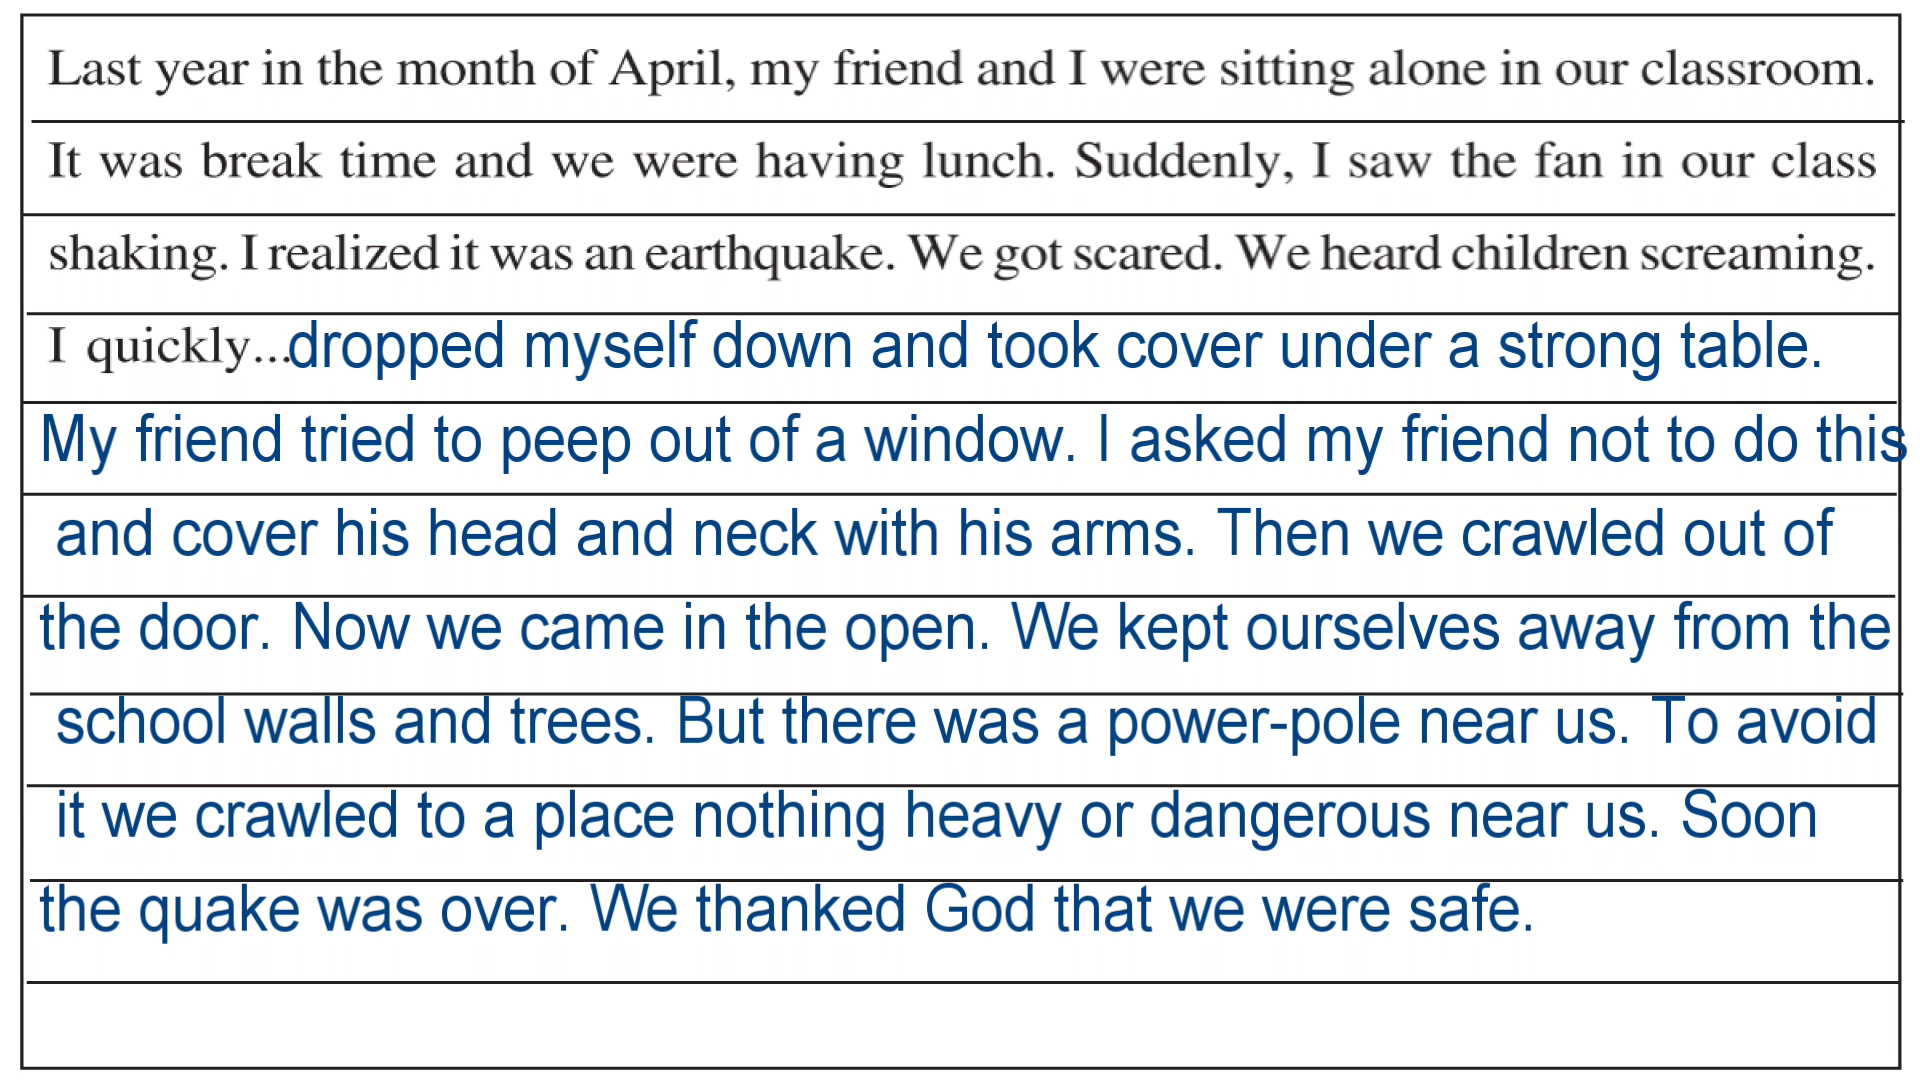 Last year in the month of April, my friend and I were sitting alone in our classroom.
It was break time and we were having lunch. Suddenly, I saw the fan in our class
shaking. I realized it was an earthquake. We got scared. We heard children screaming.
I quickly...dropped myself down and took cover under a strong table.
My friend tried to peep out of a window. I asked my friend not to do this
and cover his head and neck with his arms. Then we crawled out of
the door. Now we came in the open. We kept ourselves away from the
school walls and trees. But there was a power-pole near us. To avoid
it we crawled to a place nothing heavy or dangerous near us. Soon
the quake was over. We thanked God that we were safe.